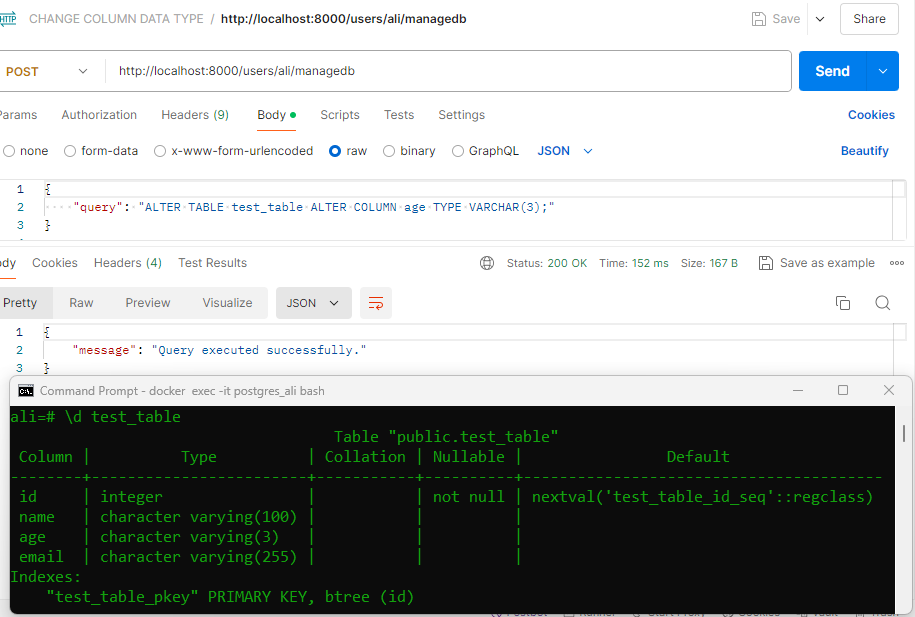 HTTP CHANGE COLUMN DATA TYPE / http://localhost:8000/users/ali/managedb Save Share
POST http://localhost:8000/users/ali/managedb Send
Params Authorization Headers (9) Body Scripts Tests Settings Cookies
none form-data x-www-form-urlencoded raw binary GraphQL JSON Beautify
1 {
2 ····"query": "ALTER·TABLE·test_table·ALTER·COLUMN·age·TYPE·VARCHAR(3);"
3 }
Body Cookies Headers (4) Test Results Status: 200 OK Time: 152 ms Size: 167 B Save as example
Pretty Raw Preview Visualize JSON
1 {
2 "message": "Query executed successfully."
3 }
Command Prompt - docker exec -it postgres_ali bash
ali=# \d test_table
Table "public.test_table"
Column | Type | Collation | Nullable | Default
--------+------------------------+-----------+----------+----------------------------------------
id | integer | | not null | nextval('test_table_id_seq'::regclass)
name | character varying(100) | | |
age | character varying(3) | | |
email | character varying(255) | | |
Indexes:
"test_table_pkey" PRIMARY KEY, btree (id)